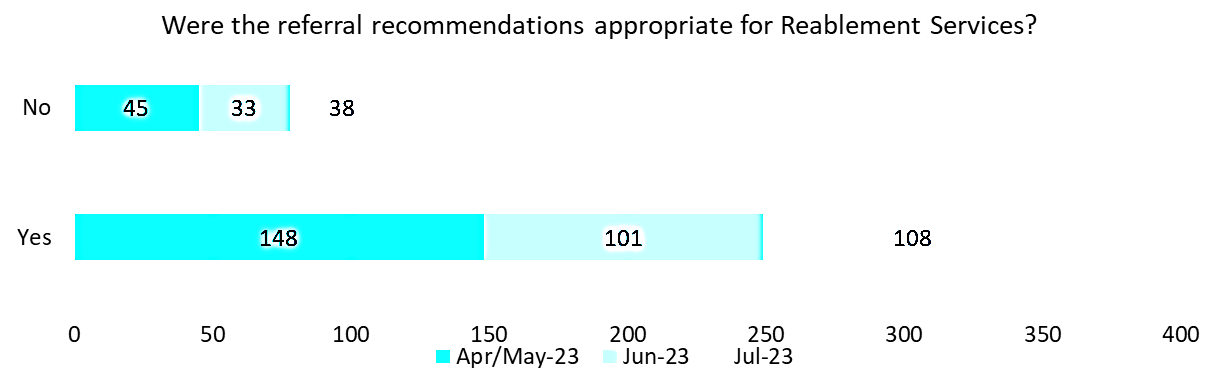 Were the referral recommendations appropriate for Reablement Services?
No 45 33 38
Yes 148 101 108
0 50 100 150 200 250 300 350 400
Apr/May-23 Jun-23 Jul-23